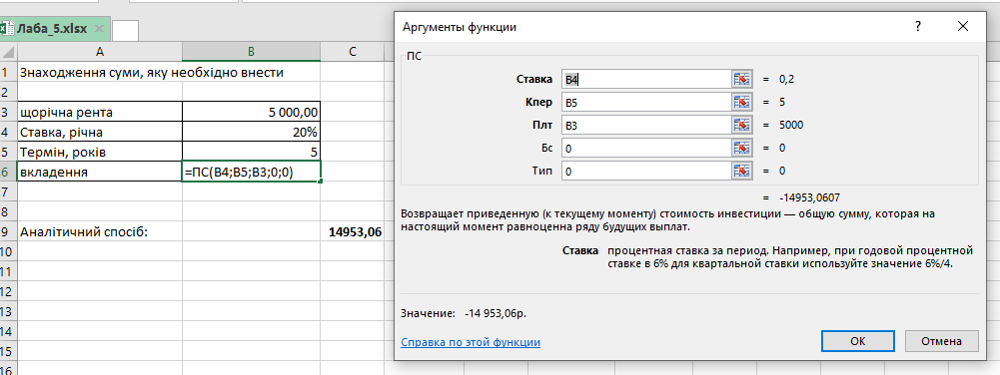 Лаба_5.xlsx
A B C
1 Знаходження суми, яку необхідно внести
2
3 щорічна рента 5 000,00
4 Ставка, річна 20%
5 Термін, років 5
6 вкладення =ПС(B4;B5;B3;0;0)
7
8
9 Аналітичний спосіб: 14953,06
10
11
12
13
14
15
16
Аргументы функции ? ×
ПС
Ставка B4 = 0,2
Кпер B5 = 5
Плт B3 = 5000
Бс 0 = 0
Тип 0 = 0
= -14953,0607
Возвращает приведенную (к текущему моменту) стоимость инвестиции — общую сумму, которая на
настоящий момент равноценна ряду будущих выплат.
Ставка процентная ставка за период. Например, при годовой процентной
ставке в 6% для квартальной ставки используйте значение 6%/4.
Значение: -14 953,06р.
Справка по этой функции
ОК Отмена